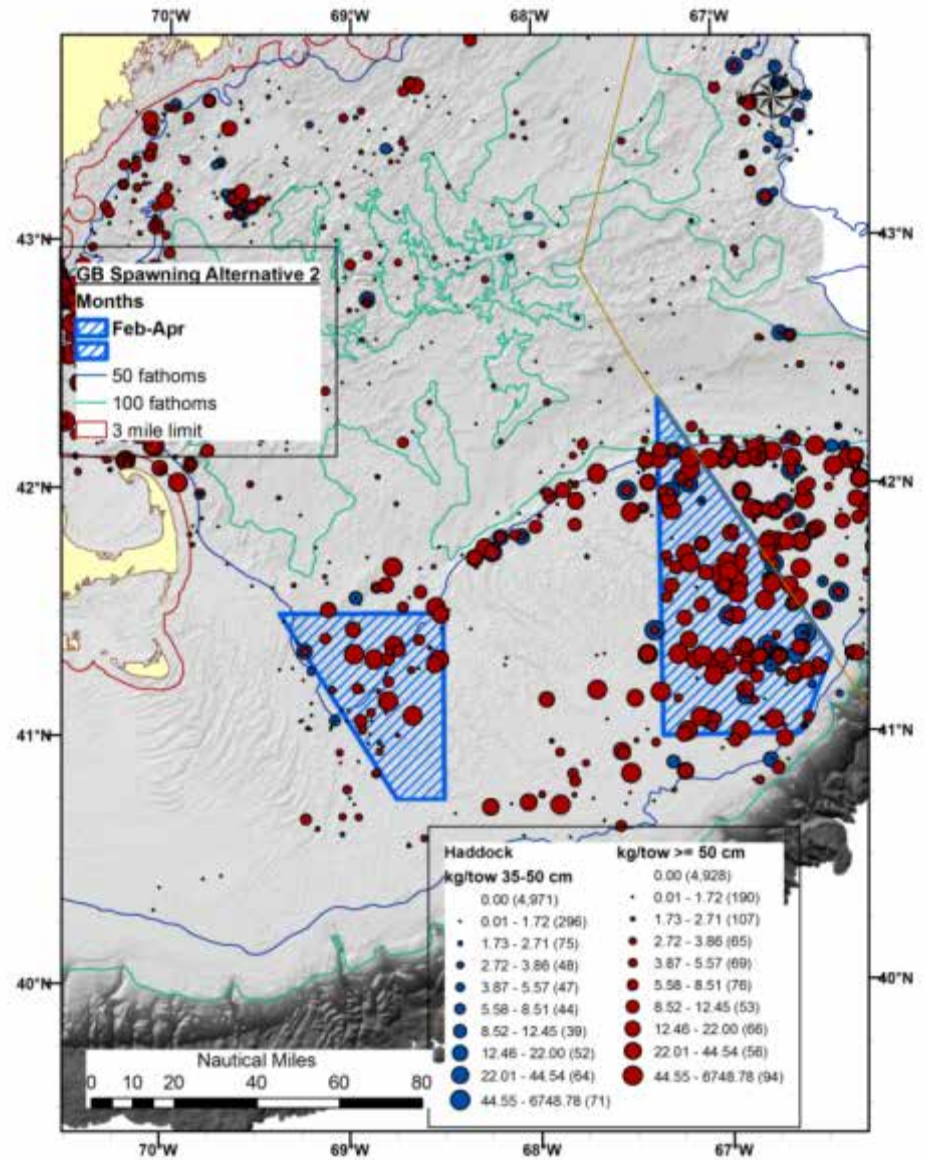 70°W 69°W 68°W 67°W
43°N 43°N
GB Spawning Alternative 2
Months
Feb-Apr
50 fathoms
100 fathoms
3 mile limit
42°N 42°N
41°N 41°N
Haddock
kg/tow 35-50 cm
0.00 (4,971)
0.01 - 1.72 (296)
1.73 - 2.71 (75)
2.72 - 3.86 (48)
3.87 - 5.57 (47)
5.58 - 8.51 (44)
8.52 - 12.45 (39)
12.46 - 22.00 (52)
22.01 - 44.54 (64)
44.55 - 6748.78 (71)
kg/tow >= 50 cm
0.00 (4,928)
0.01 - 1.72 (190)
1.73 - 2.71 (107)
2.72 - 3.86 (65)
3.87 - 5.57 (69)
5.58 - 8.51 (76)
8.52 - 12.45 (53)
12.46 - 22.00 (66)
22.01 - 44.54 (56)
44.55 - 6748.78 (94)
40°N 40°N
Nautical Miles
0 10 20 40 60 80
70°W 69°W 68°W 67°W